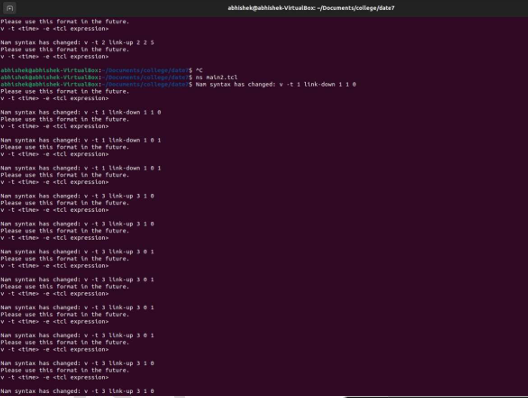 abhishek@abhishek-VirtualBox: ~/Documents/college/date7
Please use this format in the future.
v -t <time> -e <tcl expression>
Nam syntax has changed: v -t 2 link-up 2 2 5
Please use this format in the future.
v -t <time> -e <tcl expression>
abhishek@abhishek-VirtualBox:~/Documents/college/date7$ ^C
abhishek@abhishek-VirtualBox:~/Documents/college/date7$ ns main2.tcl
abhishek@abhishek-VirtualBox:~/Documents/college/date7$ Nam syntax has changed: v -t 1 link-down 1 1 0
Please use this format in the future.
v -t <time> -e <tcl expression>
Nam syntax has changed: v -t 1 link-down 1 1 0
Please use this format in the future.
v -t <time> -e <tcl expression>
Nam syntax has changed: v -t 1 link-down 1 0 1
Please use this format in the future.
v -t <time> -e <tcl expression>
Nam syntax has changed: v -t 1 link-down 1 0 1
Please use this format in the future.
v -t <time> -e <tcl expression>
Nam syntax has changed: v -t 3 link-up 3 1 0
Please use this format in the future.
v -t <time> -e <tcl expression>
Nam syntax has changed: v -t 3 link-up 3 1 0
Please use this format in the future.
v -t <time> -e <tcl expression>
Nam syntax has changed: v -t 3 link-up 3 0 1
Please use this format in the future.
v -t <time> -e <tcl expression>
Nam syntax has changed: v -t 3 link-up 3 0 1
Please use this format in the future.
v -t <time> -e <tcl expression>
Nam syntax has changed: v -t 3 link-up 3 1 0
Please use this format in the future.
v -t <time> -e <tcl expression>
Nam syntax has changed: v -t 3 link-up 3 0 1
Please use this format in the future.
v -t <time> -e <tcl expression>
Nam syntax has changed: v -t 3 link-up 3 1 0
Please use this format in the future.
v -t <time> -e <tcl expression>
Nam syntax has changed: v -t 3 link-up 3 1 0